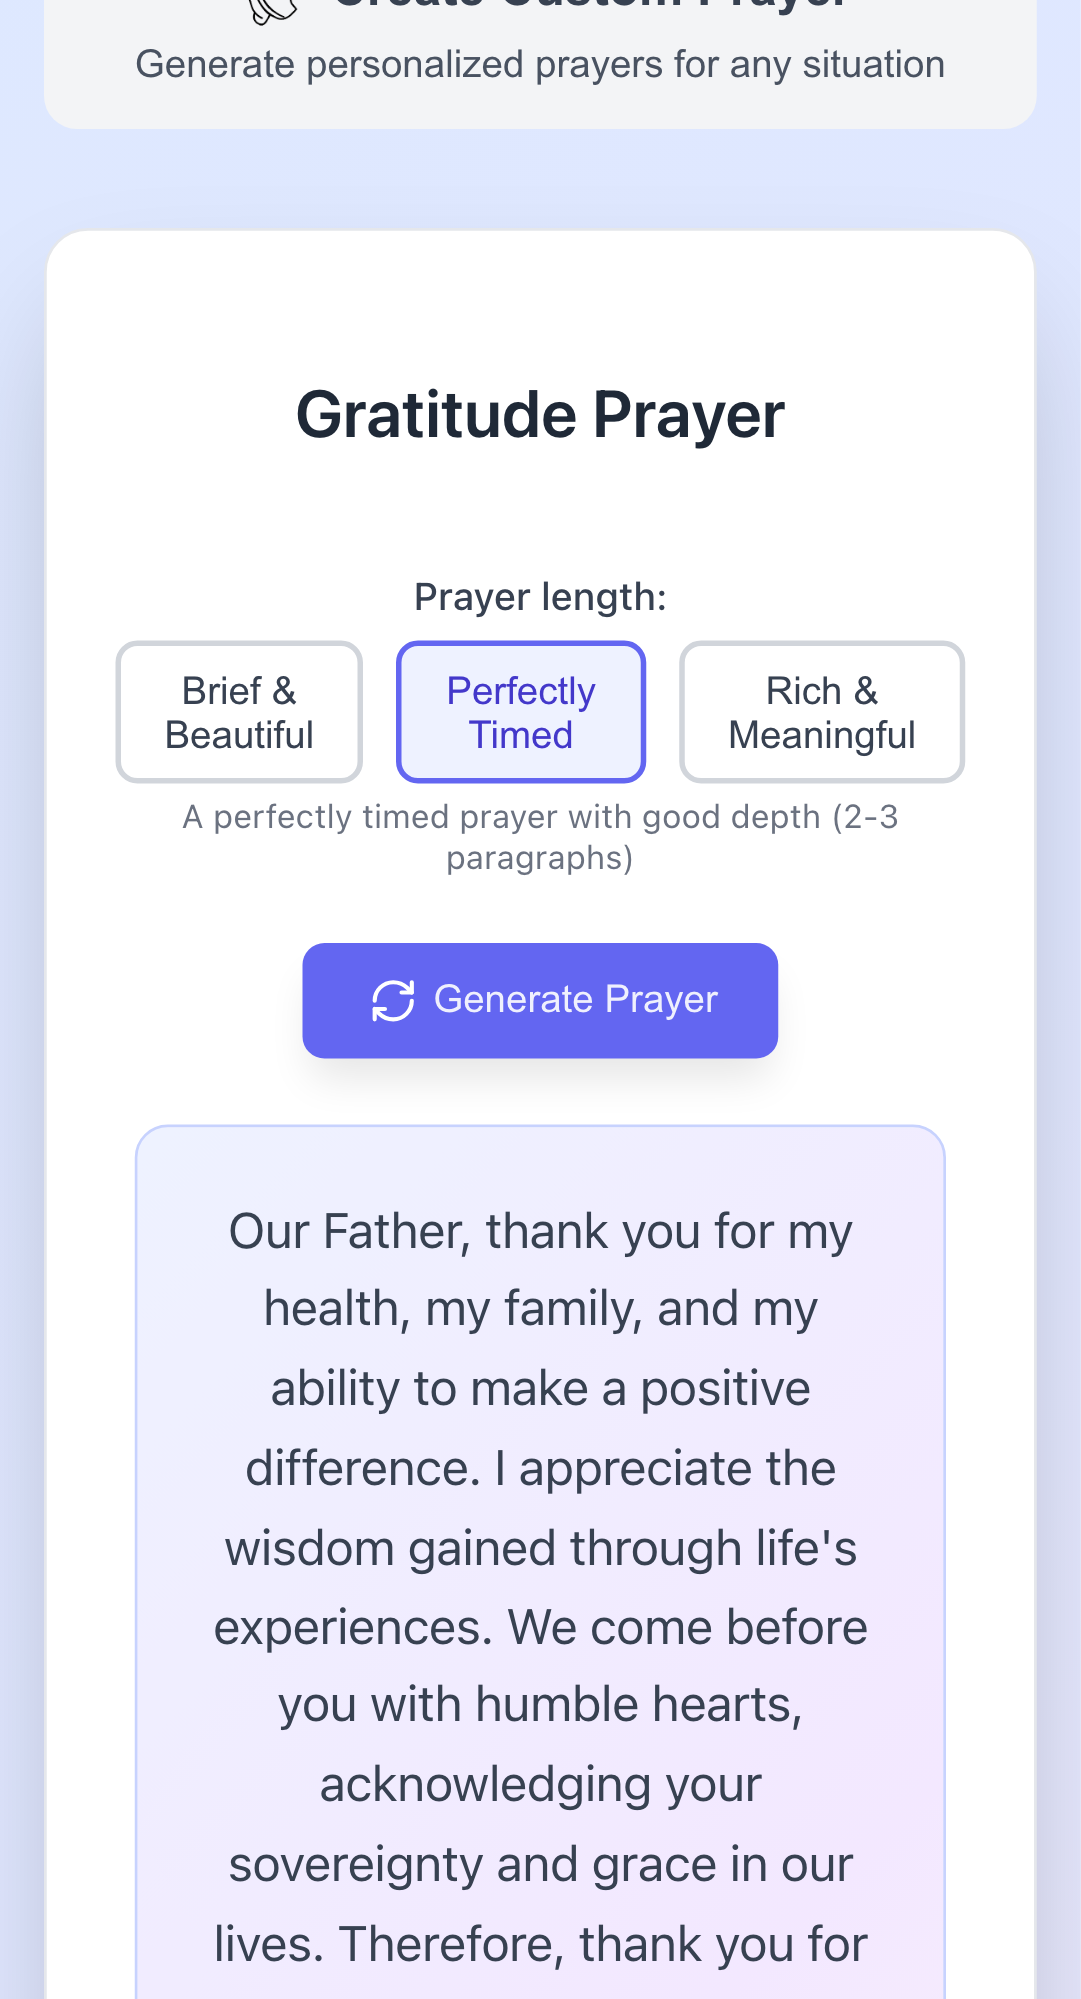 Create Custom Prayer
Generate personalized prayers for any situation
Gratitude Prayer
Prayer length:
Brief &
Beautiful
Perfectly
Timed
Rich &
Meaningful
A perfectly timed prayer with good depth (2-3
paragraphs)
Generate Prayer
Our Father, thank you for my
health, my family, and my
ability to make a positive
difference. I appreciate the
wisdom gained through life's
experiences. We come before
you with humble hearts,
acknowledging your
sovereignty and grace in our
lives. Therefore, thank you for